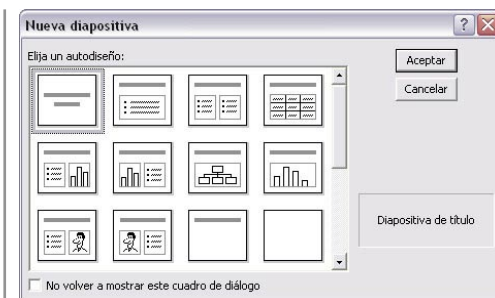 Nueva diapositiva
Elija un autodiseño:
Aceptar
Cancelar
Diapositiva de título
No volver a mostrar este cuadro de diálogo